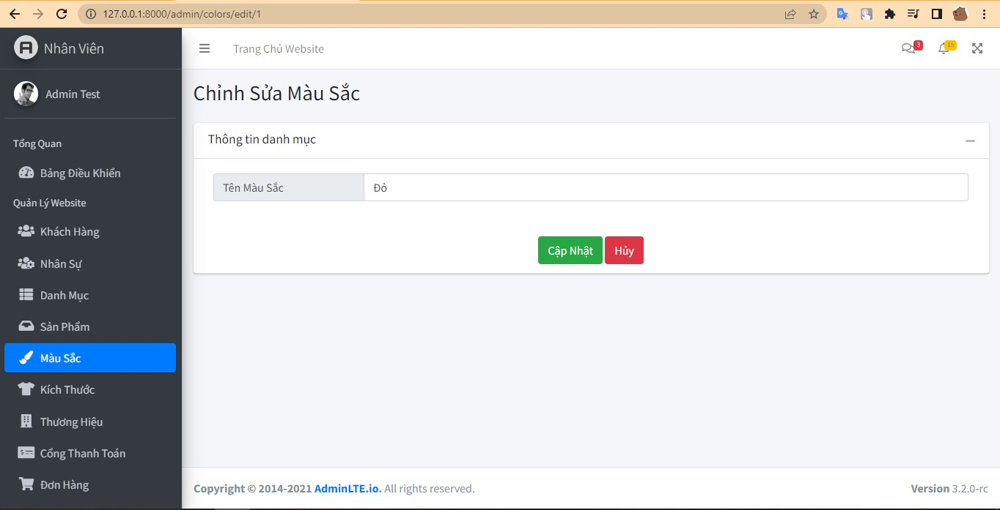 127.0.0.1:8000/admin/colors/edit/1
Nhân Viên
Trang Chủ Website
3
15
Admin Test
Chỉnh Sửa Màu Sắc
Tổng Quan
Thông tin danh mục
Bảng Điều Khiển
Tên Màu Sắc
Đỏ
Quản Lý Website
Khách Hàng
Cập Nhật
Hủy
Nhân Sự
Danh Mục
Sản Phẩm
Màu Sắc
Kích Thước
Thương Hiệu
Cổng Thanh Toán
Đơn Hàng
Copyright © 2014-2021 AdminLTE.io. All rights reserved.
Version 3.2.0-rc